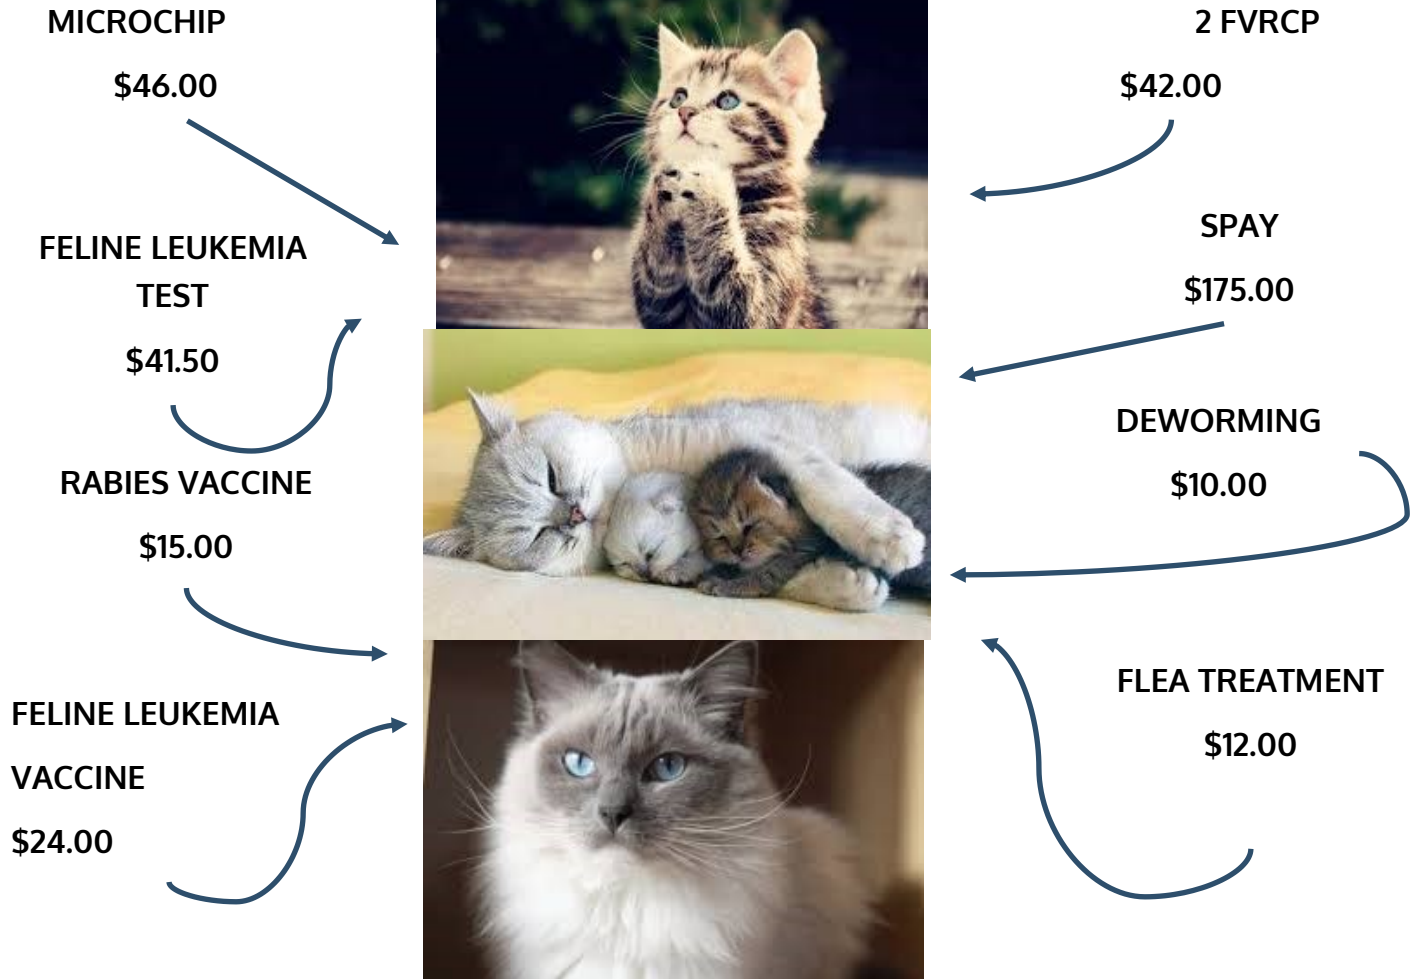 MICROCHIP
$46.00
FELINE LEUKEMIA
TEST
$41.50
RABIES VACCINE
$15.00
FELINE LEUKEMIA
VACCINE
$24.00
2 FVRCP
$42.00
SPAY
$175.00
DEWORMING
$10.00
FLEA TREATMENT
$12.00